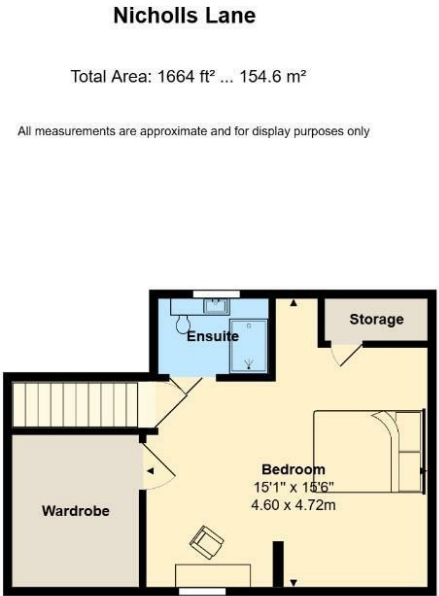 Nicholls Lane
Total Area: 1664 ft² ... 154.6 m²
All measurements are approximate and for display purposes only
Storage
Ensuite
Bedroom
15'1" x 15'6"
4.60 x 4.72m
Wardrobe